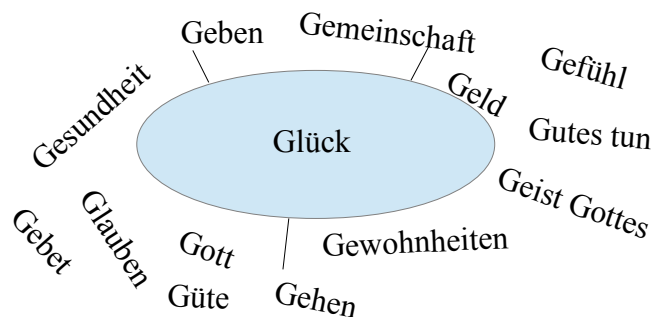 Geben
Gemeinschaft
Gefühl
Geld
Gesundheit
Gutes tun
Glück
Geist Gottes
Glauben
Gebet
Gott
Gewohnheiten
Güte
Gehen